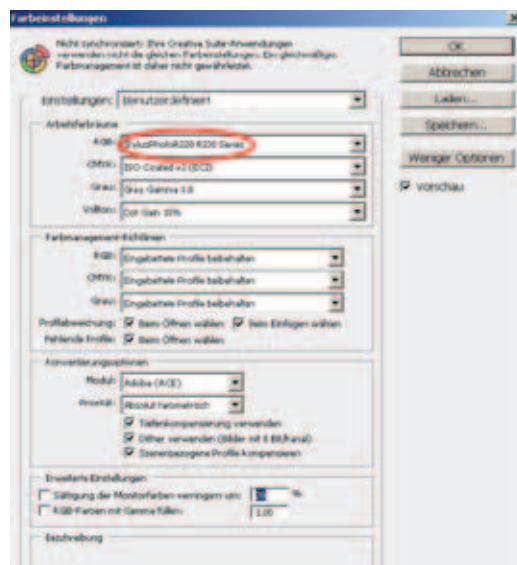 Farbeinstellungen
Nicht synchronisiert: Ihre Creative Suite-Anwendungen
verwenden nicht die gleichen Farbeinstellungen. Ein gleichmäßiges
Farbmanagement ist daher nicht gewährleistet.
OK
Abbrechen
Laden...
Speichern...
Weniger Optionen
Vorschau
Einstellungen: Benutzerdefiniert
Arbeitsfarbräume
RGB: StylusPhotoR220 R230 Series
CMYK: ISO Coated v2 (ECI)
Grau: Gray Gamma 1.8
Vollton: Dot Gain 10%
Farbmanagement-Richtlinien
RGB: Eingebettete Profile beibehalten
CMYK: Eingebettete Profile beibehalten
Grau: Eingebettete Profile beibehalten
Profilabweichung: Beim Öffnen wählen Beim Einfügen wählen
Fehlende Profile: Beim Öffnen wählen
Konvertierungsoptionen
Modul: Adobe (ACE)
Priorität: Absolut farbmetrisch
Tiefenkompensierung verwenden
Dither verwenden (Bilder mit 8 Bit/Kanal)
Szenenbezogene Profile kompensieren
Erweiterte Einstellungen
Sättigung der Monitorfarben verringern um: 20 %
RGB-Farben mit Gamma füllen: 1.00
Beschreibung